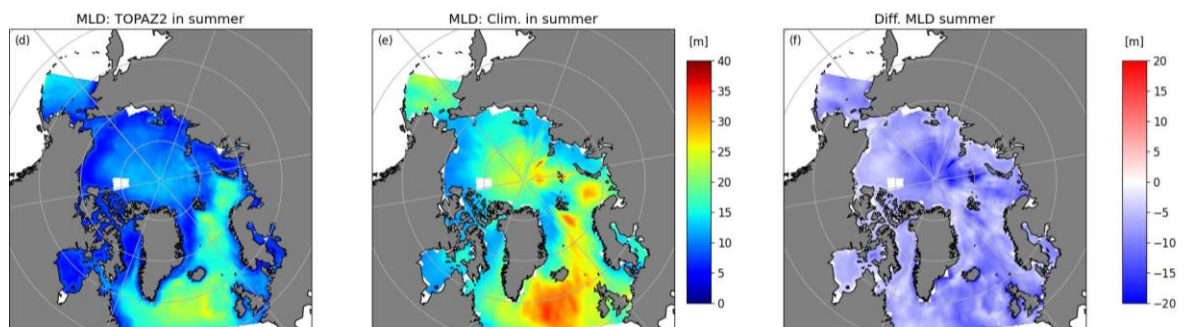 MLD: TOPAZ2 in summer
(d)
MLD: Clim. in summer
(e)
[m]
40
35
30
25
20
15
10
5
0
Diff. MLD summer
(f)
[m]
20
15
10
5
0
−5
−10
−15
−20